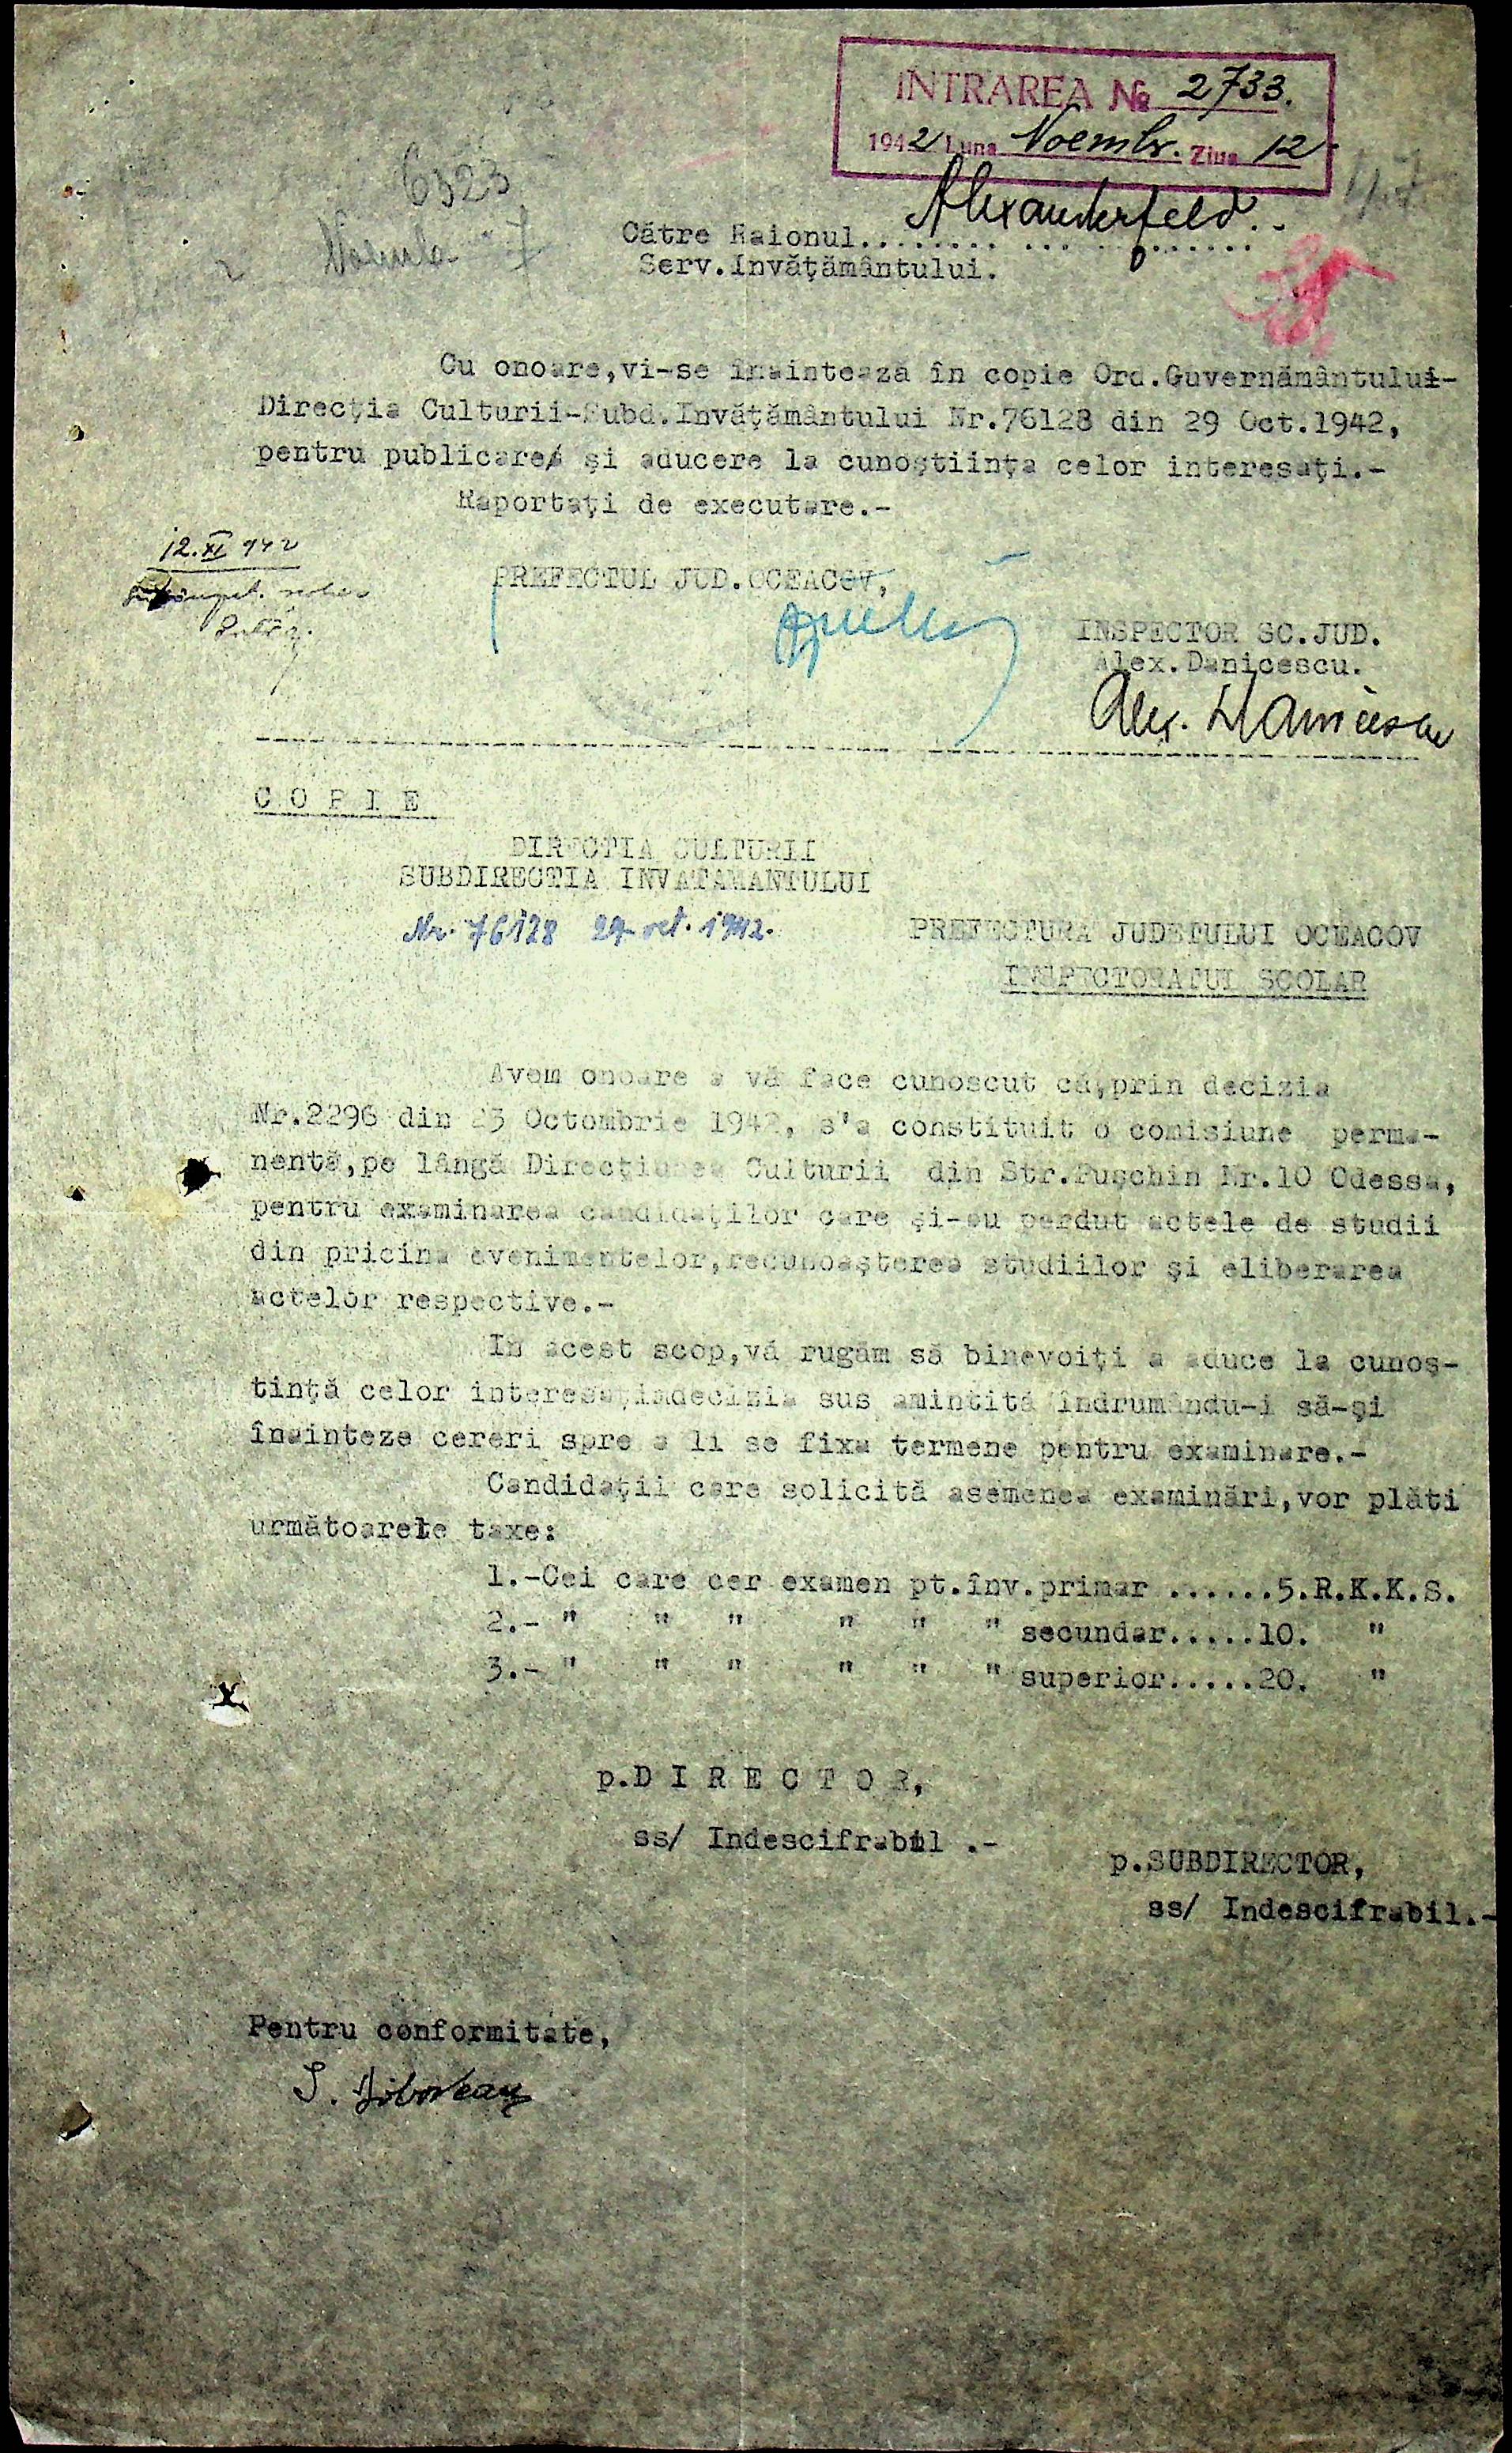 INTRAREA № 2733.
1942 Luna Noembr. Ziua 12
6323
Noembr 7
Către Raionul........ Alexanderfeld..
Serv.Invăţământului.
Cu onoare,vi-se înaintează în copie Ord.Guvernământului-
Direcţia Culturii-Subd.Invăţământului Nr.76128 din 29 Oct.1942,
pentru publicare şi aducere la cunoştiinţa celor interesaţi.-
Raportaţi de executare.-
12.XI 942
PREFECTUL JUD.OCEACOV,
INSPECTOR SC.JUD.
Alex.Danicescu.
Alex. Danicescu
C O P I E
DIRECTIA CULTURII
SUBDIRECTIA INVATAMANTULUI
Nr. 76128 29 oct. 1942.
PREFECTURA JUDETULUI OCEACOV
INSPECTORATUL SCOLAR
Avem onoare a vă face cunoscut că,prin decizia
Nr.2296 din 23 Octombrie 1942, s'a constituit o comisiune perma-
nentă,pe lângă Direcţiunea Culturii din Str.Puşchin Nr.10 Odessa,
pentru examinarea candidaţilor care şi-au perdut actele de studii
din pricina evenimentelor,recunoaşterea studiilor şi eliberarea
actelor respective.-
In acest scop,vă rugăm să binevoiţi a aduce la cunoş-
tinţă celor interesaţimdecizia sus amintită îndrumându-i să-şi
înainteze cereri spre a li se fixa termene pentru examinare.-
Candidaţii care solicită asemenea examinări,vor plăti
următoarele taxe:
1.-Cei care cer examen pt.înv.primar ......5.R.K.K.S.
2.- " " " " " " secundar.....10. "
3.- " " " " " " superior.....20. "
p.D I R E C T O R,
ss/ Indescifrabil .-
p.SUBDIRECTOR,
ss/ Indescifrabil.-
Pentru conformitate,